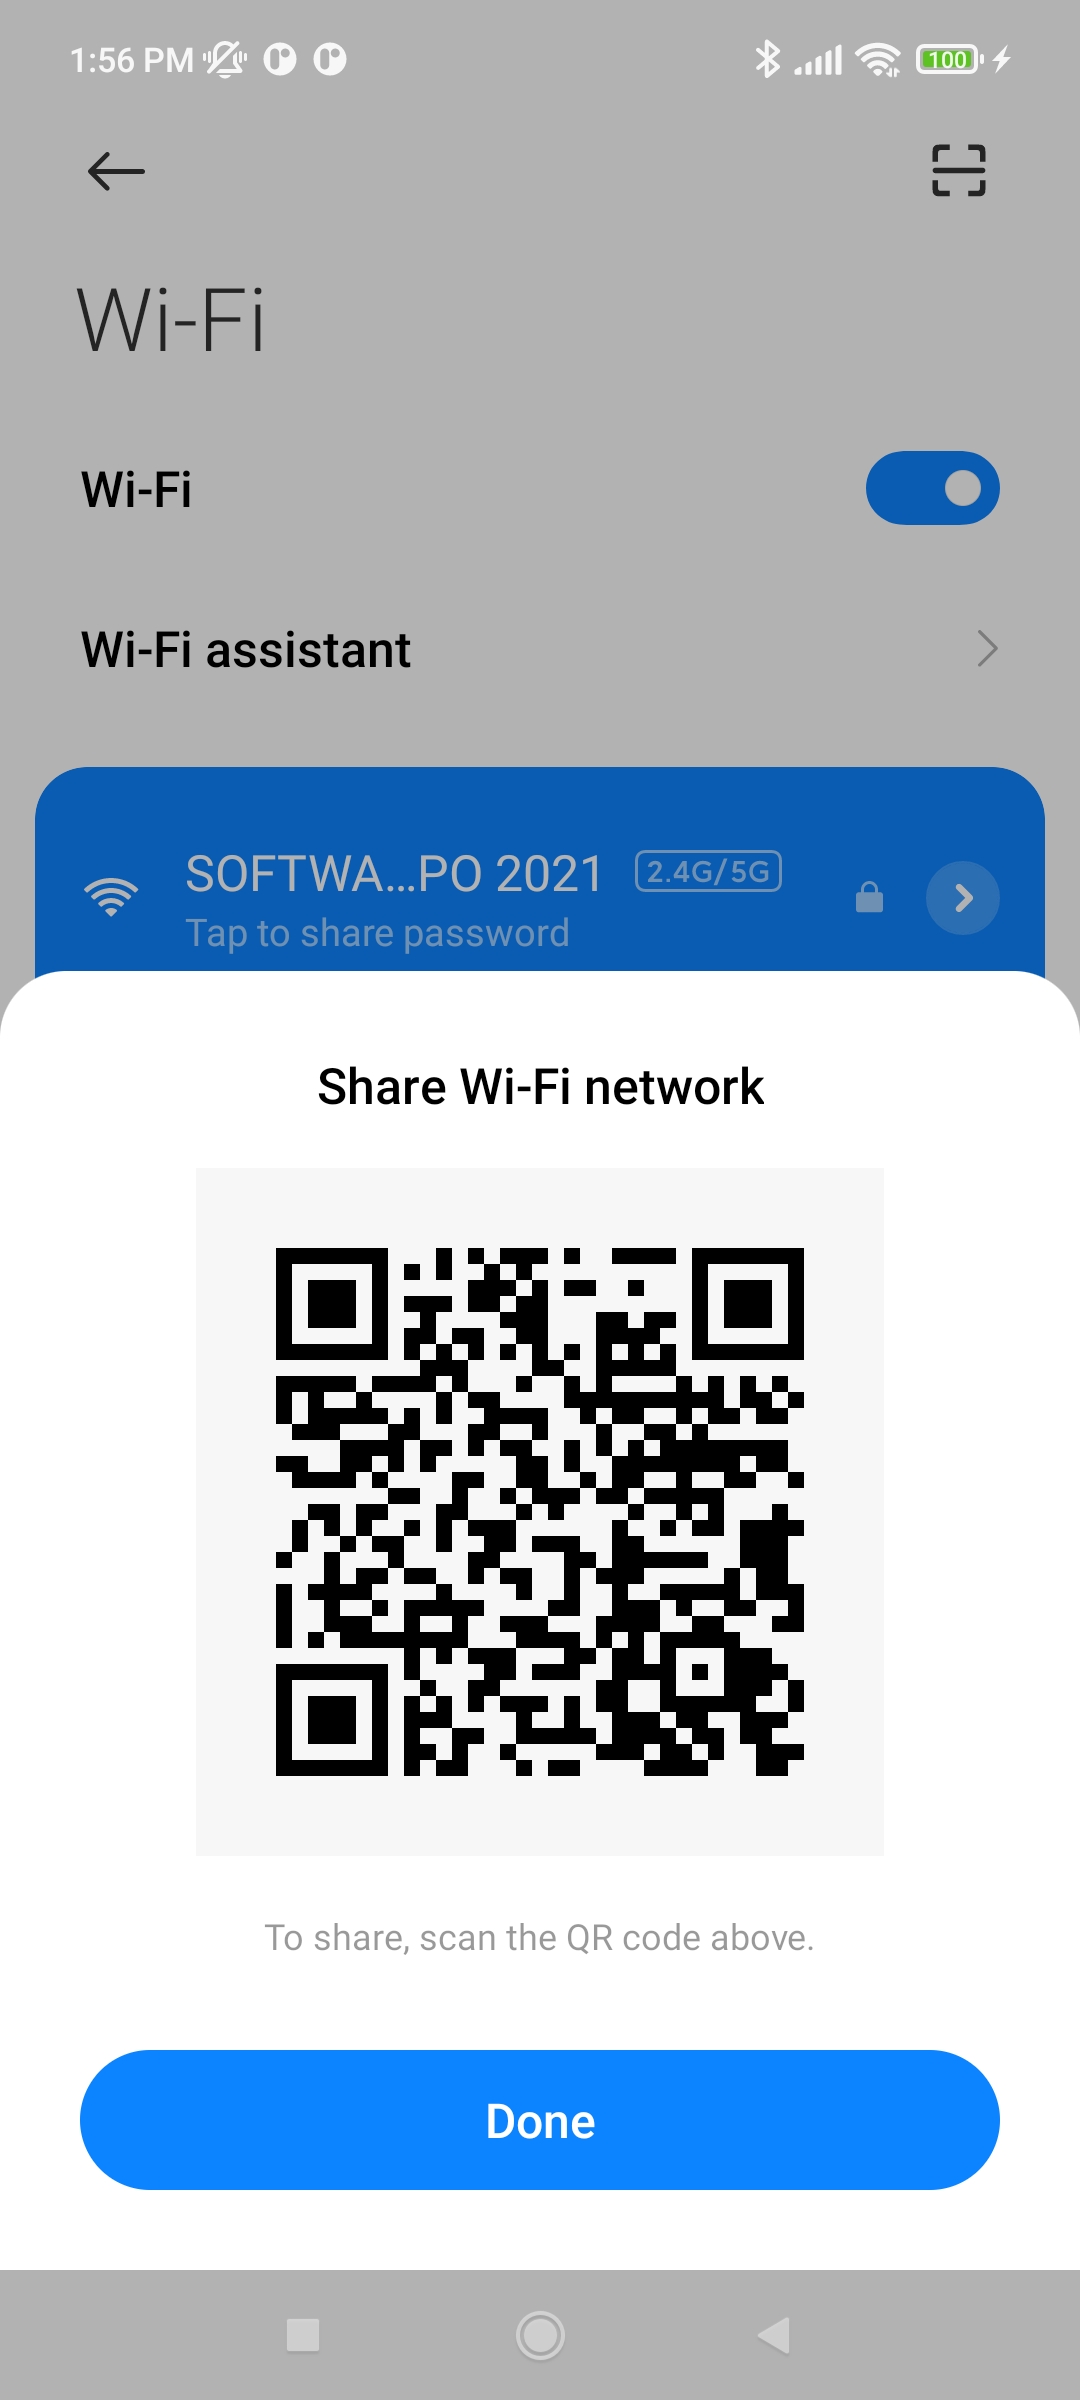 1:56 PM
100
Wi-Fi
Wi-Fi
Wi-Fi assistant
SOFTWA...PO 2021 2.4G/5G
Tap to share password
Share Wi-Fi network
To share, scan the QR code above.
Done